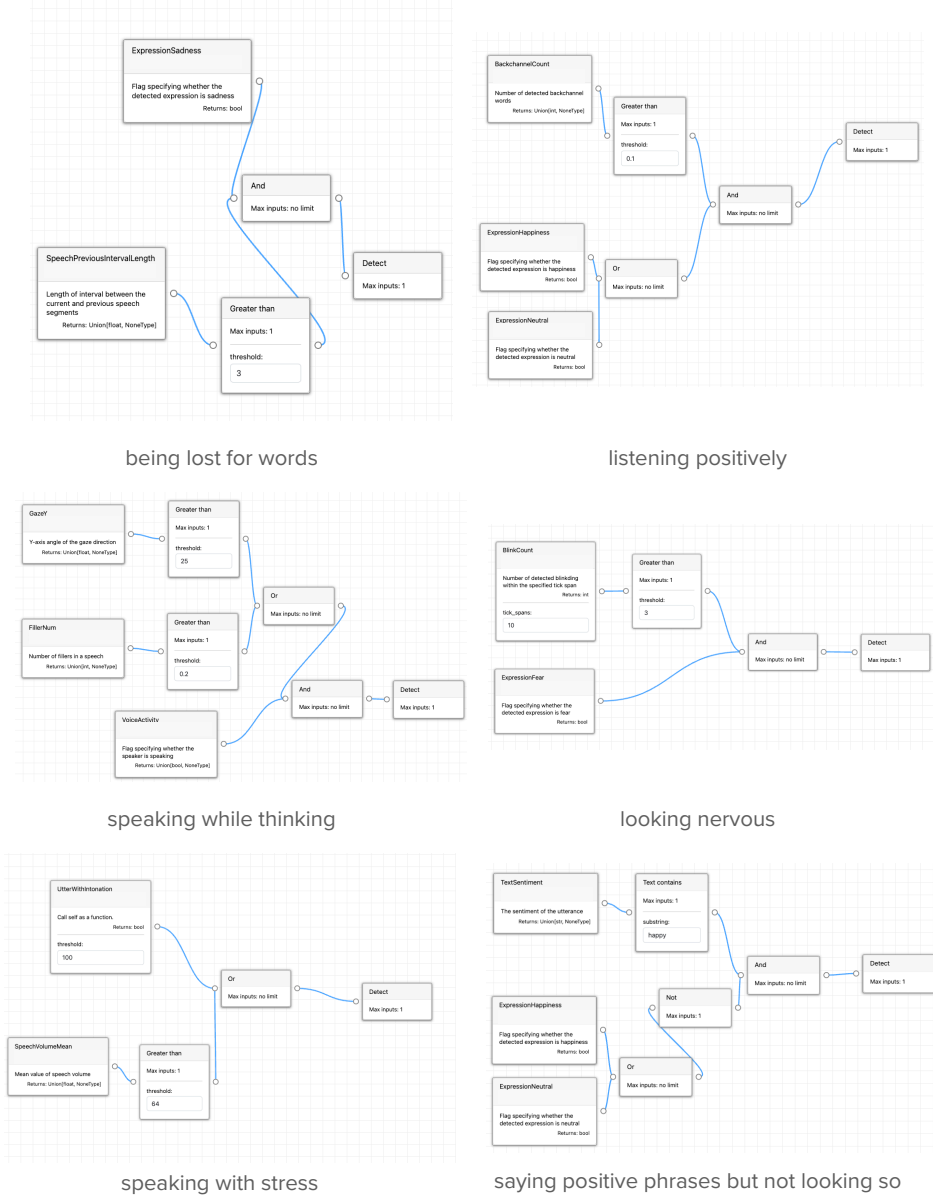 ExpressionSadness
Flag specifying whether the
detected expression is sadness
Returns: bool
And
Max inputs: no limit
SpeechPreviousIntervalLength
Length of interval between the
current and previous speech
segments
Returns: Union[float, NoneType]
Detect
Max inputs: 1
Greater than
Max inputs: 1
threshold:
3
being lost for words
BackchannelCount
Number of detected backchannel
words
Returns: Union[int, NoneType]
Greater than
Max inputs: 1
threshold:
0.1
Detect
Max inputs: 1
And
Max inputs: no limit
ExpressionHappiness
Flag specifying whether the
detected expression is happiness
Returns: bool
Or
Max inputs: no limit
ExpressionNeutral
Flag specifying whether the
detected expression is neutral
Returns: bool
listening positively
GazeY
Y-axis angle of the gaze direction
Returns: Union[float, NoneType]
Greater than
Max inputs: 1
threshold:
25
Or
Max inputs: no limit
FillerNum
Number of fillers in a speech
Returns: Union[int, NoneType]
Greater than
Max inputs: 1
threshold:
0.2
And
Max inputs: no limit
Detect
Max inputs: 1
VoiceActivity
Flag specifying whether the
speaker is speaking
Returns: Union[bool, NoneType]
speaking while thinking
BlinkCount
Number of detected blinkding
within the specified tick span
Returns: int
tick_spans:
10
Greater than
Max inputs: 1
threshold:
3
And
Max inputs: no limit
Detect
Max inputs: 1
ExpressionFear
Flag specifying whether the
detected expression is fear
Returns: bool
looking nervous
UtterWithIntonation
Call self as a function.
Returns: bool
threshold:
100
Or
Max inputs: no limit
Detect
Max inputs: 1
SpeechVolumeMean
Mean value of speech volume
Returns: Union[float, NoneType]
Greater than
Max inputs: 1
threshold:
64
speaking with stress
TextSentiment
The sentiment of the utterance
Returns: Union[str, NoneType]
Text contains
Max inputs: 1
substring:
happy
And
Max inputs: no limit
Detect
Max inputs: 1
Not
Max inputs: 1
ExpressionHappiness
Flag specifying whether the
detected expression is happiness
Returns: bool
Or
Max inputs: no limit
ExpressionNeutral
Flag specifying whether the
detected expression is neutral
Returns: bool
saying positive phrases but not looking so